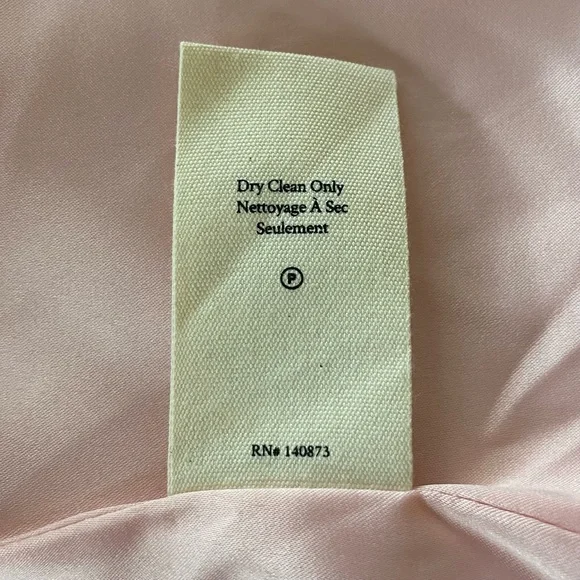 Dry Clean Only
Nettoyage À Sec
Seulement
P
RN# 140873